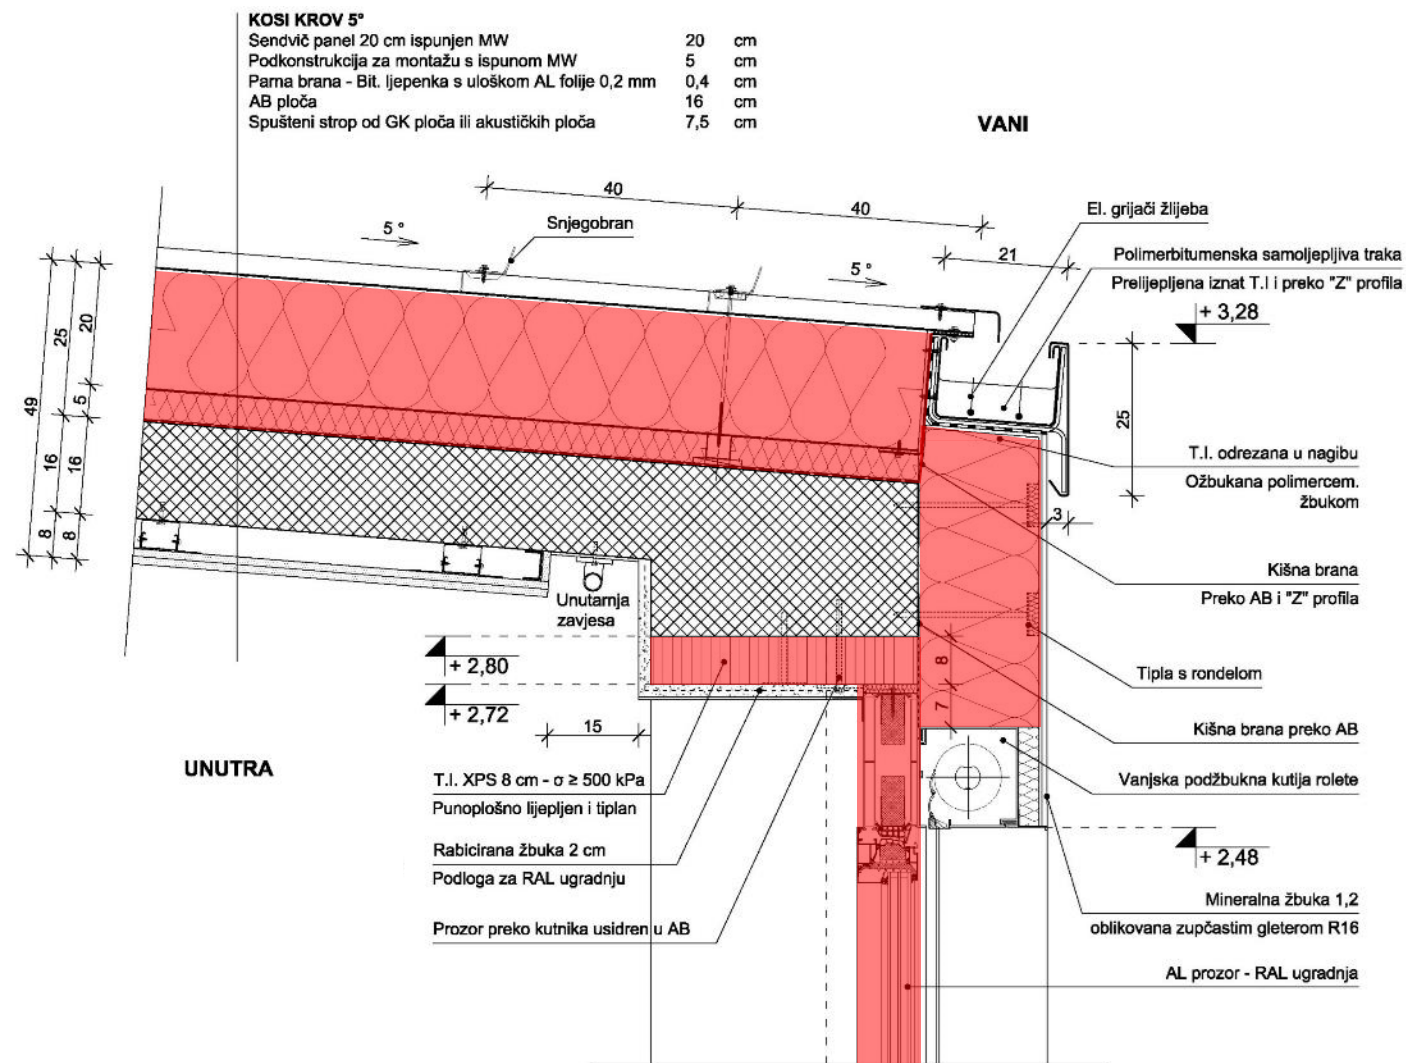 KOSI KROV 5°
Sendvič panel 20 cm ispunjen MW 20 cm
Podkonstrukcija za montažu s ispunom MW 5 cm
Parna brana - Bit. ljepenka s uloškom AL folije 0,2 mm 0,4 cm
AB ploča 16 cm
Spušteni strop od GK ploča ili akustičkih ploča 7,5 cm
VANI
40
40
El. grijači žlijeba
Snjegobran
5 °
21
Polimerbitumenska samoljepljiva traka
Prelijepljena iznat T.I i preko "Z" profila
5 °
+ 3,28
20
25
5
49
25
16
16
8
8
T.I. odrezana u nagibu
Ožbukana polimercem.
žbukom
3
Kišna brana
Preko AB i "Z" profila
Unutarnja
zavjesa
+ 2,80
8
Tipla s rondelom
+ 2,72
7
15
Kišna brana preko AB
UNUTRA
T.I. XPS 8 cm - σ ≥ 500 kPa
Punoplošno lijepljen i tiplan
Vanjska podžbukna kutija rolete
Rabicirana žbuka 2 cm
Podloga za RAL ugradnju
+ 2,48
Mineralna žbuka 1,2
oblikovana zupčastim gleterom R16
Prozor preko kutnika usidren u AB
AL prozor - RAL ugradnja